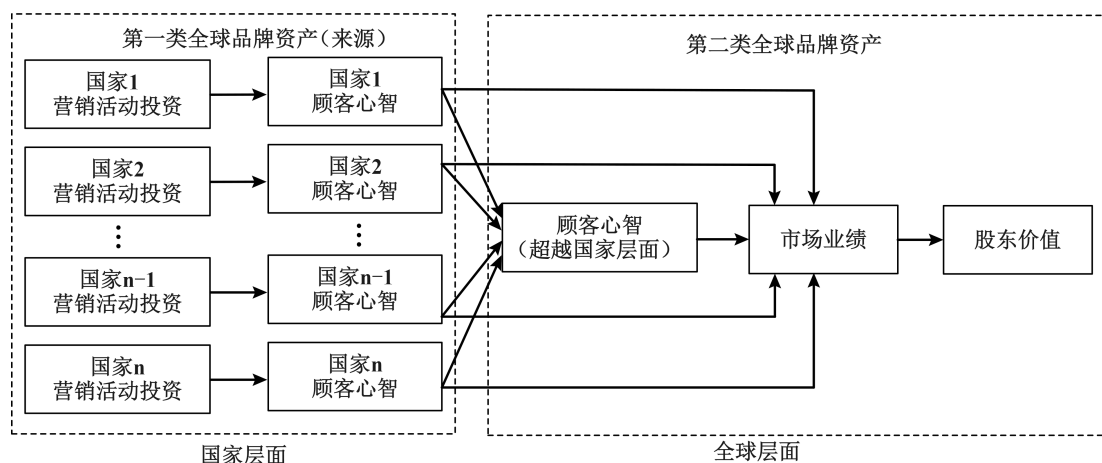 第一类全球品牌资产（来源）
国家1
营销活动投资
国家1
顾客心智
国家2
营销活动投资
国家2
顾客心智
国家n-1
营销活动投资
国家n-1
顾客心智
国家n
营销活动投资
国家n
顾客心智
国家层面
第二类全球品牌资产
顾客心智
（超越国家层面）
市场业绩
股东价值
全球层面